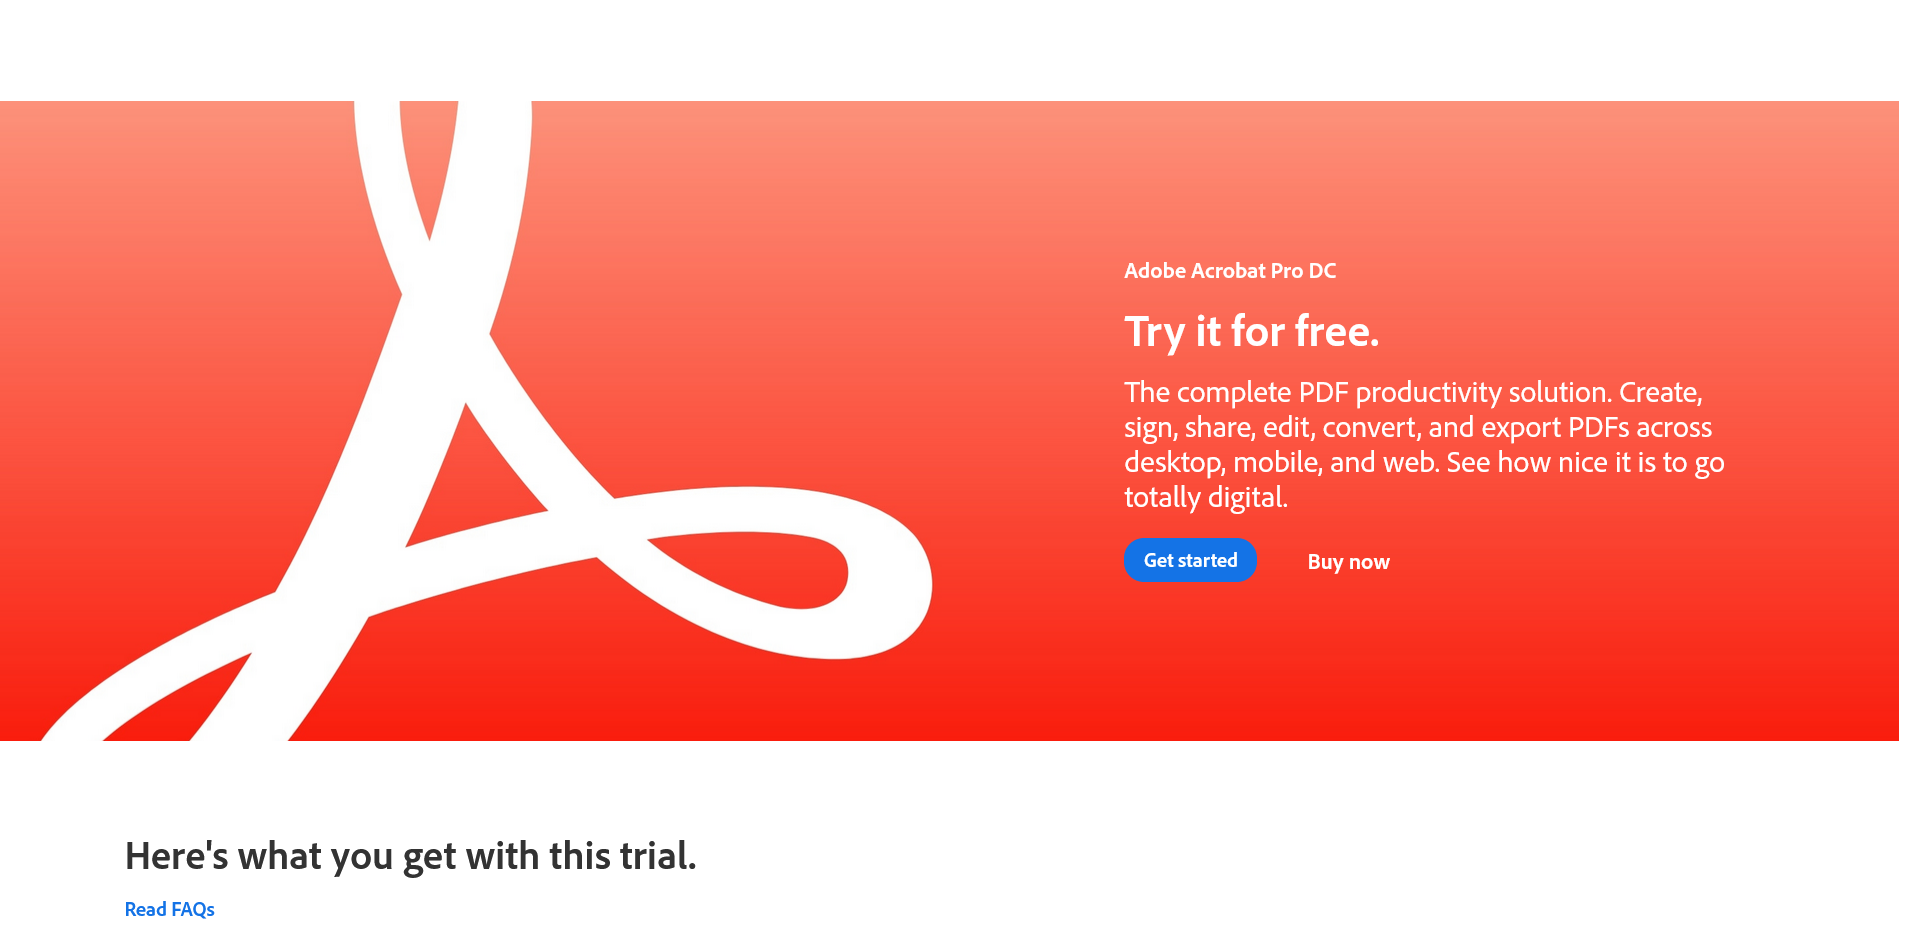 Adobe Acrobat Pro DC
Try it for free.
The complete PDF productivity solution. Create,
sign, share, edit, convert, and export PDFs across
desktop, mobile, and web. See how nice it is to go
totally digital.
Get started
Buy now
Here's what you get with this trial.
Read FAQs